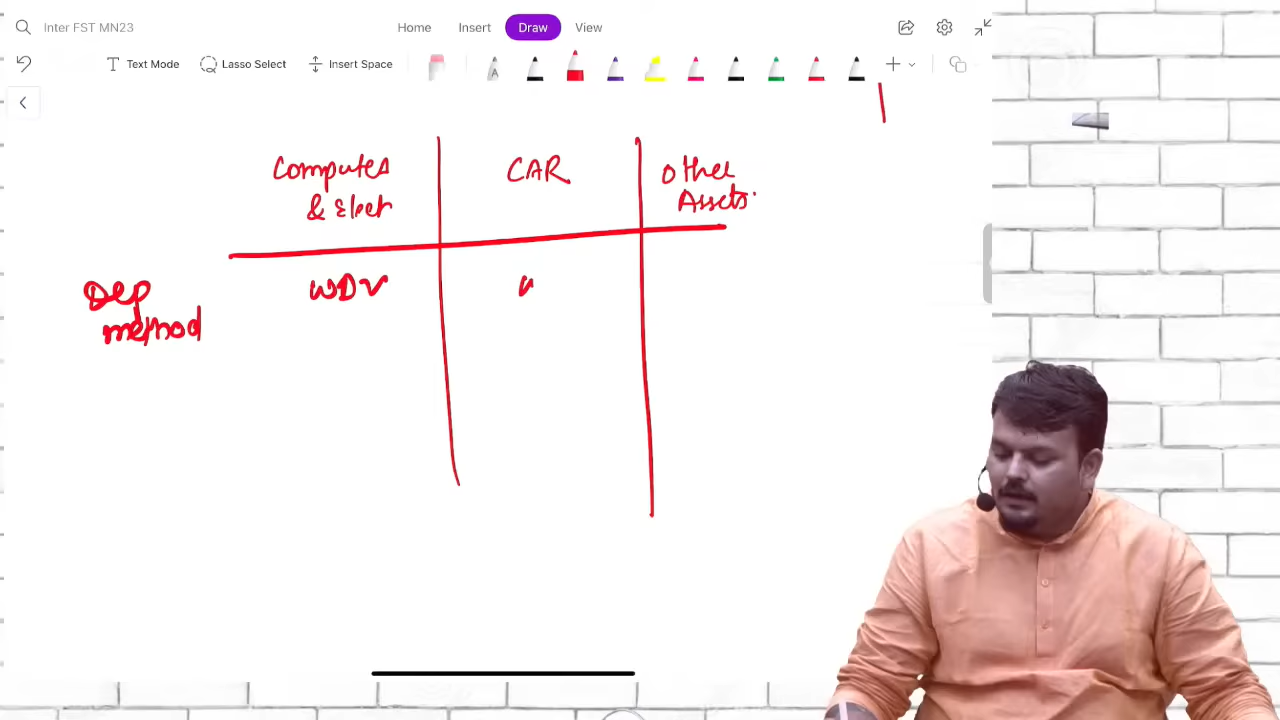 Inter FST MN23
Home Insert Draw View
Text Mode Lasso Select Insert Space
A
Computers & Elect
CAR
Other Assets.
Dep method
WDV